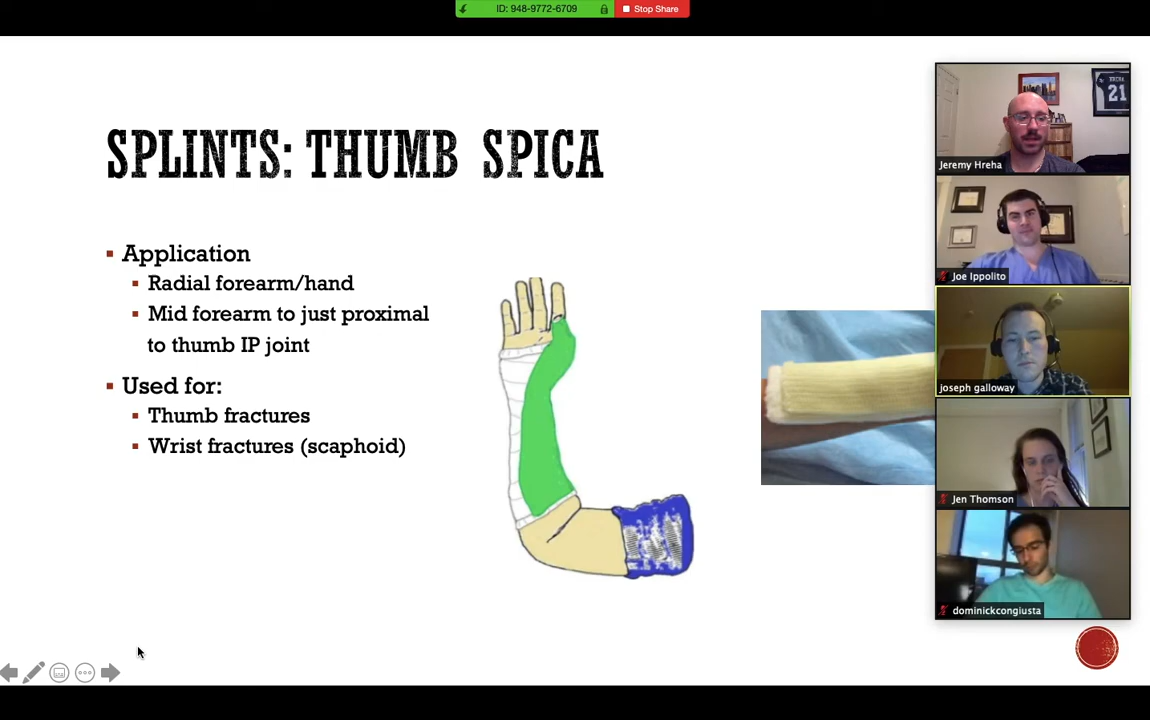 ID: 948-9772-6709
Stop Share
SPLINTS: THUMB SPICA
Application
Radial forearm/hand
Mid forearm to just proximal
to thumb IP joint
Used for:
Thumb fractures
Wrist fractures (scaphoid)
HREHA
21
Jeremy Hreha
Joe Ippolito
joseph galloway
Jen Thomson
dominickcongiusta